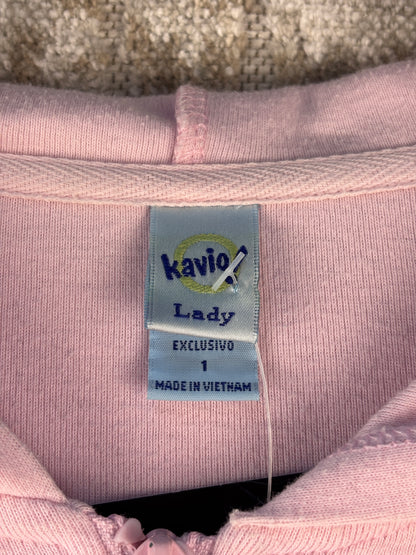 kavio!
Lady
EXCLUSIVO
1
MADE IN VIETNAM